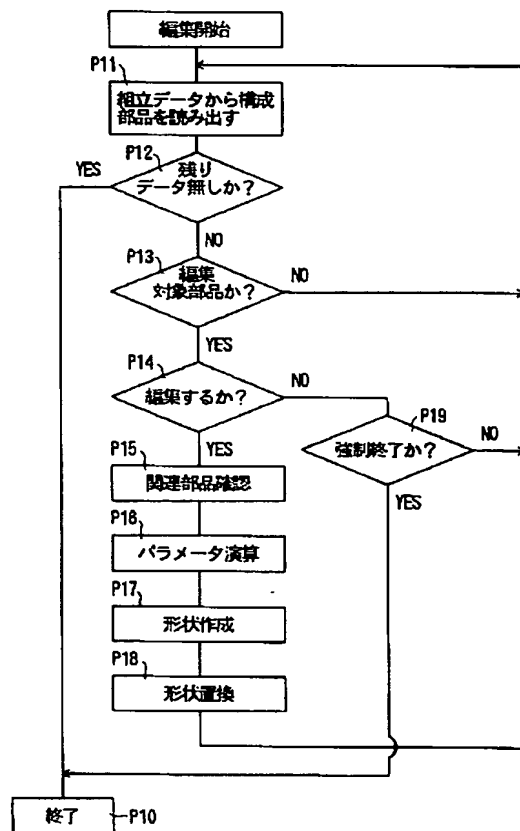 編集開始
P11
組立データから構成
部品を読み出す
P12
残り
データ無しか?
YES
NO
P13
編集
対象部品か?
NO
YES
P14
編集するか?
NO
P19
強制終了か?
NO
YES
YES
P15
関連部品確認
P16
パラメータ演算
P17
形状作成
P18
形状置換
終了
P10